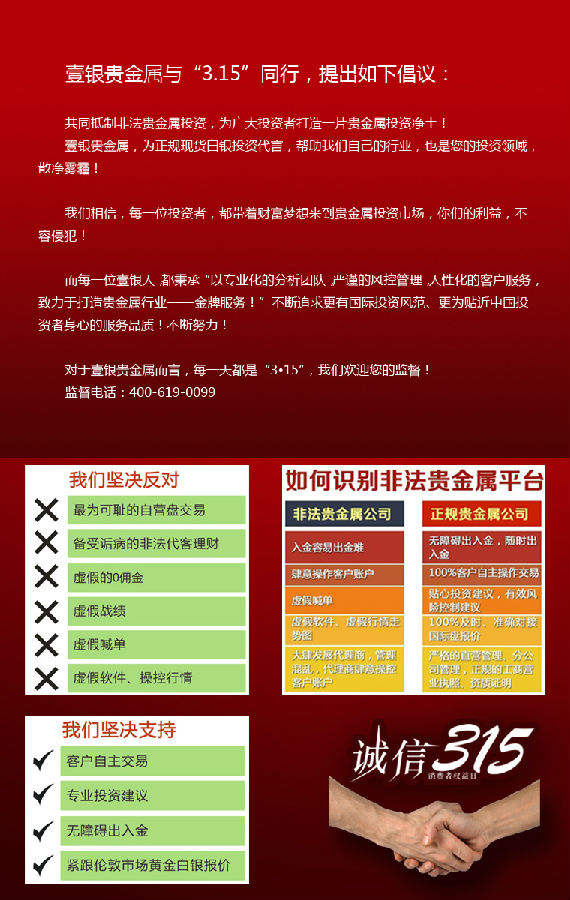 壹银贵金属与“3.15”同行，提出如下倡议：
共同抵制非法贵金属投资，为广大投资者打造一片贵金属投资净土！
壹银贵金属，为正规现货白银投资代言，帮助我们自己的行业，也是您的投资领域，
散净雾霾！
我们相信，每一位投资者，都带着财富梦想来到贵金属投资市场，你们的利益，不
容侵犯！
而每一位壹银人 都秉承“以专业化的分析团队 严谨的风控管理 人性化的客户服务，
致力于打造贵金属行业——金牌服务！”不断追求更有国际投资风范、更为贴近中国投
资者身心的服务品质！不断努力！
对于壹银贵金属而言，每一天都是“3•15”，我们欢迎您的监督！
监督电话：400-619-0099
我们坚决反对
最为可耻的自营盘交易
备受诟病的非法代客理财
虚假的0佣金
虚假战绩
虚假喊单
虚假软件、操控行情
如何识别非法贵金属平台
非法贵金属公司
正规贵金属公司
入金容易出金难
无障碍出入金，随时出
入金
肆意操作客户账户
100%客户自主操作交易
虚假喊单
贴心投资建议，有效风
险控制建议
虚假软件、虚假行情走
势图
100%及时、准确对接
国际盘报价
大肆发展代理商，管理
混乱，代理商肆意操控
客户账户
严格的直营管理、分公
司管理，正规的工商营
业执照、资质证明
我们坚决支持
客户自主交易
专业投资建议
无障碍出入金
紧跟伦敦市场黄金白银报价
诚信315
消费者权益日